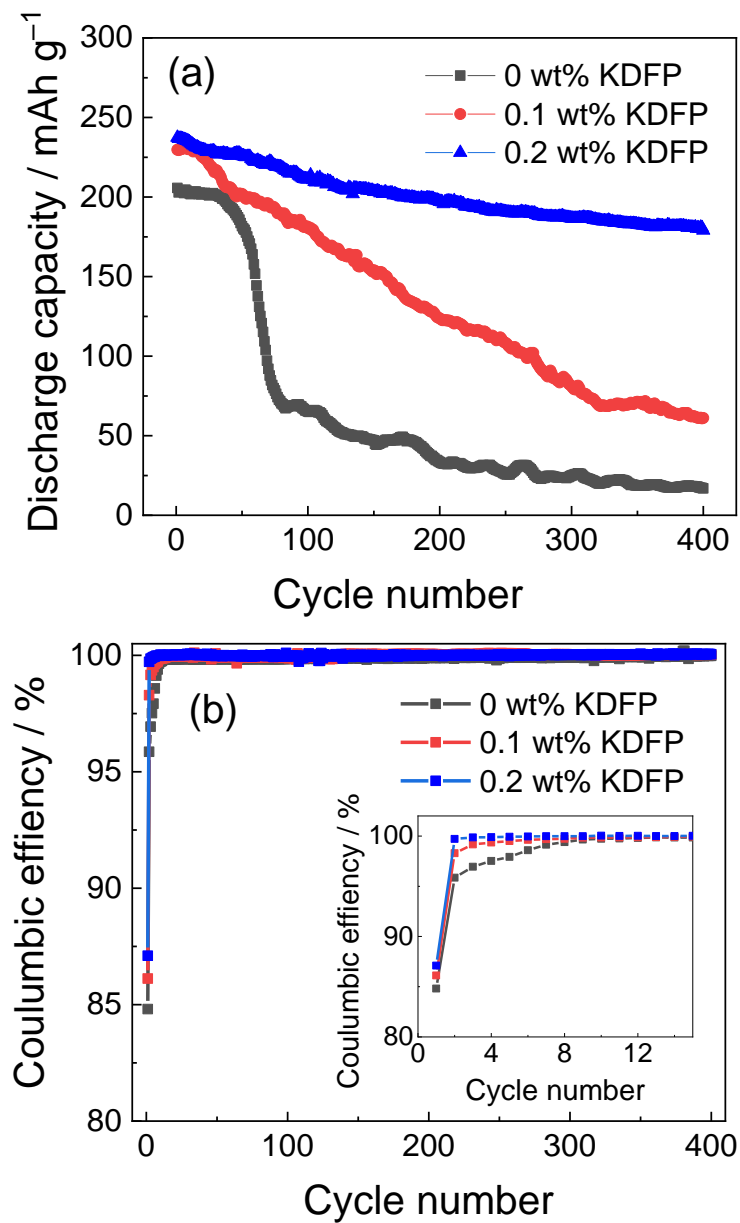 300
250
200
150
100
50
0
Discharge capacity / mAh g⁻¹
(a)
0 wt% KDFP
0.1 wt% KDFP
0.2 wt% KDFP
0 100 200 300 400
Cycle number
100
95
90
85
80
Coulumbic effiency / %
(b)
0 wt% KDFP
0.1 wt% KDFP
0.2 wt% KDFP
100
90
80
Coulumbic effiency / %
0 4 8 12
Cycle number
0 100 200 300 400
Cycle number